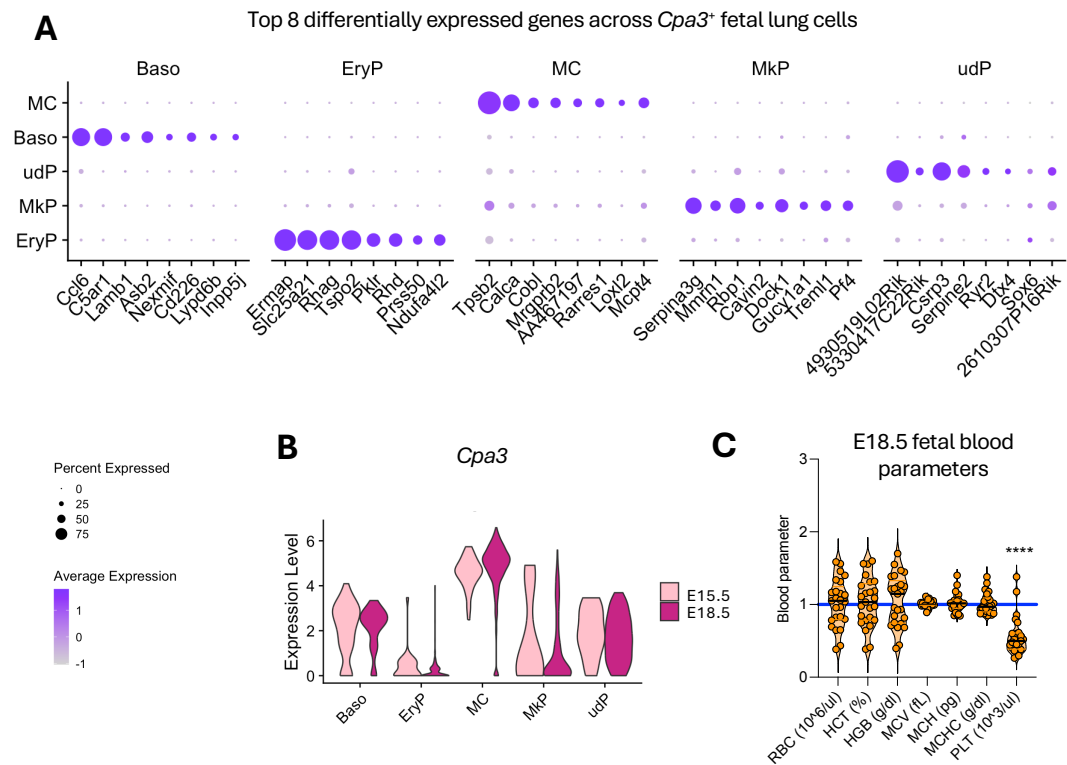 A
Top 8 differentially expressed genes across Cpa3+ fetal lung cells
Baso
EryP
MC
MkP
udP
MC
Baso
udP
MkP
EryP
Ccl6
C5ar1
Lamb1
Asb2
Nexmif
Cd226
Lypd6b
Inpp5j
Ermap
Slc25a21
Rhag
Tspo2
Pklr
Rhd
Prss50
Ndufa4l2
Tpsb2
Calca
Cobl
Mrgprb2
AA467197
Rarres1
Loxl2
Mcpt4
Serpina3g
Mmrn1
Rbp1
Cavin2
Dock1
Gucy1a1
Treml1
Pf4
4930519L02Rik
5330417C22Rik
Csrp3
Serpine2
Ryr2
Dtx4
Sox6
2610307P16Rik
Percent Expressed
0
25
50
75
Average Expression
1
0
-1
B
Cpa3
Expression Level
6
4
2
0
Baso
EryP
MC
MkP
udP
E15.5
E18.5
C
E18.5 fetal blood
parameters
Blood parameter
3
2
1
0
****
RBC (10^6/ul)
HCT (%)
HGB (g/dl)
MCV (fL)
MCH (pg)
MCHC (g/dl)
PLT (10^3/ul)